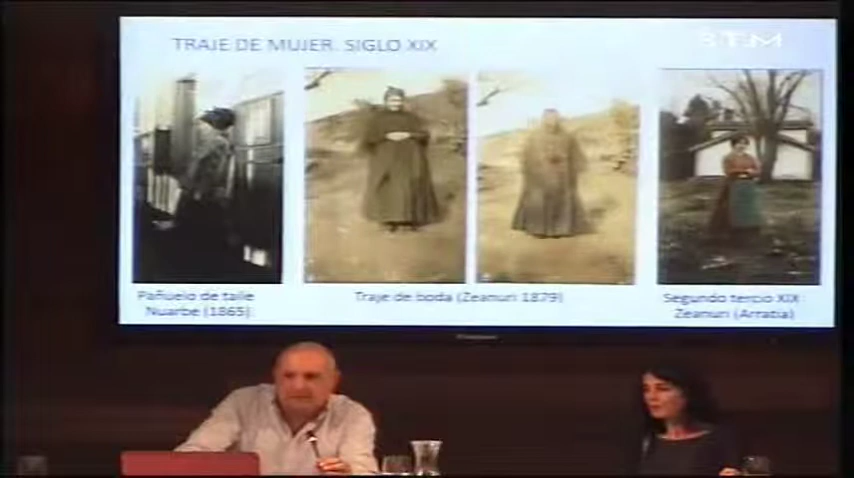 TRAJE DE MUJER. SIGLO XIX
BTM
Pañuelo de talle
Nuarbe (1865):
Traje de boda (Zeanuri 1879)
Segundo tercio XIX:
Zeanuri (Arratia)